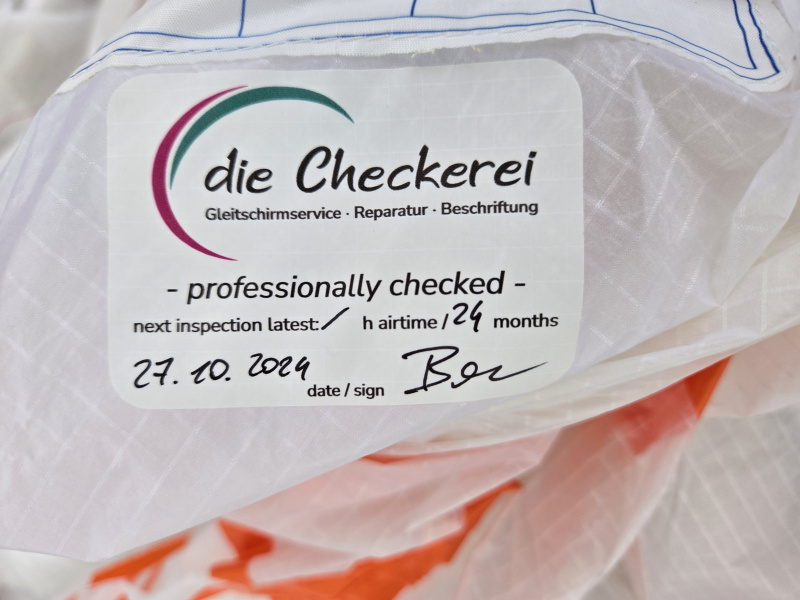 die Checkerei
Gleitschirmservice · Reparatur · Beschriftung
- professionally checked -
next inspection latest: / h airtime / 24 months
27. 10. 2024
date / sign